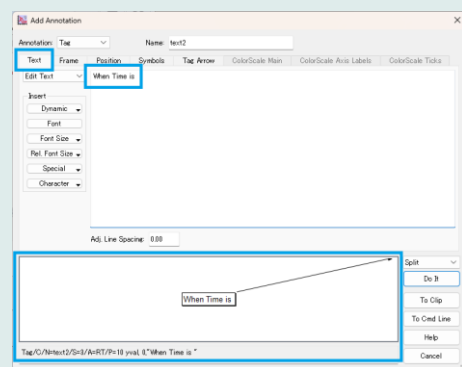 Add Annotation
Annotation: Tag Name: text2
Text Frame Position Symbols Tag Arrow ColorScale Main ColorScale Axis Labels ColorScale Ticks
Edit Text
When Time is
Insert
Dynamic
Font
Font Size
Rel. Font Size
Special
Character
Adj. Line Spacing: 0.00
Split
When Time is
Do It
To Clip
To Cmd Line
Help
Cancel
Tag/C/N=text2/S=3/A=RT/P=10 yval, 0,"When Time is "